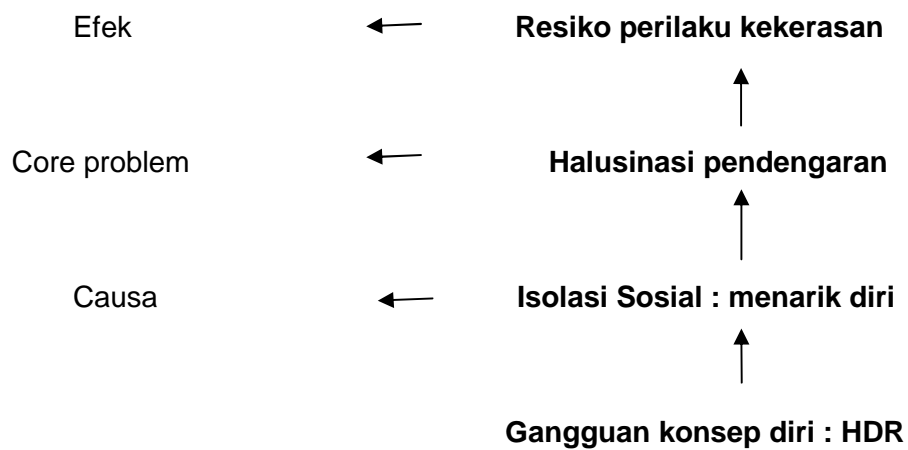 Efek Resiko perilaku kekerasan
Core problem Halusinasi pendengaran
Causa Isolasi Sosial : menarik diri
Gangguan konsep diri : HDR